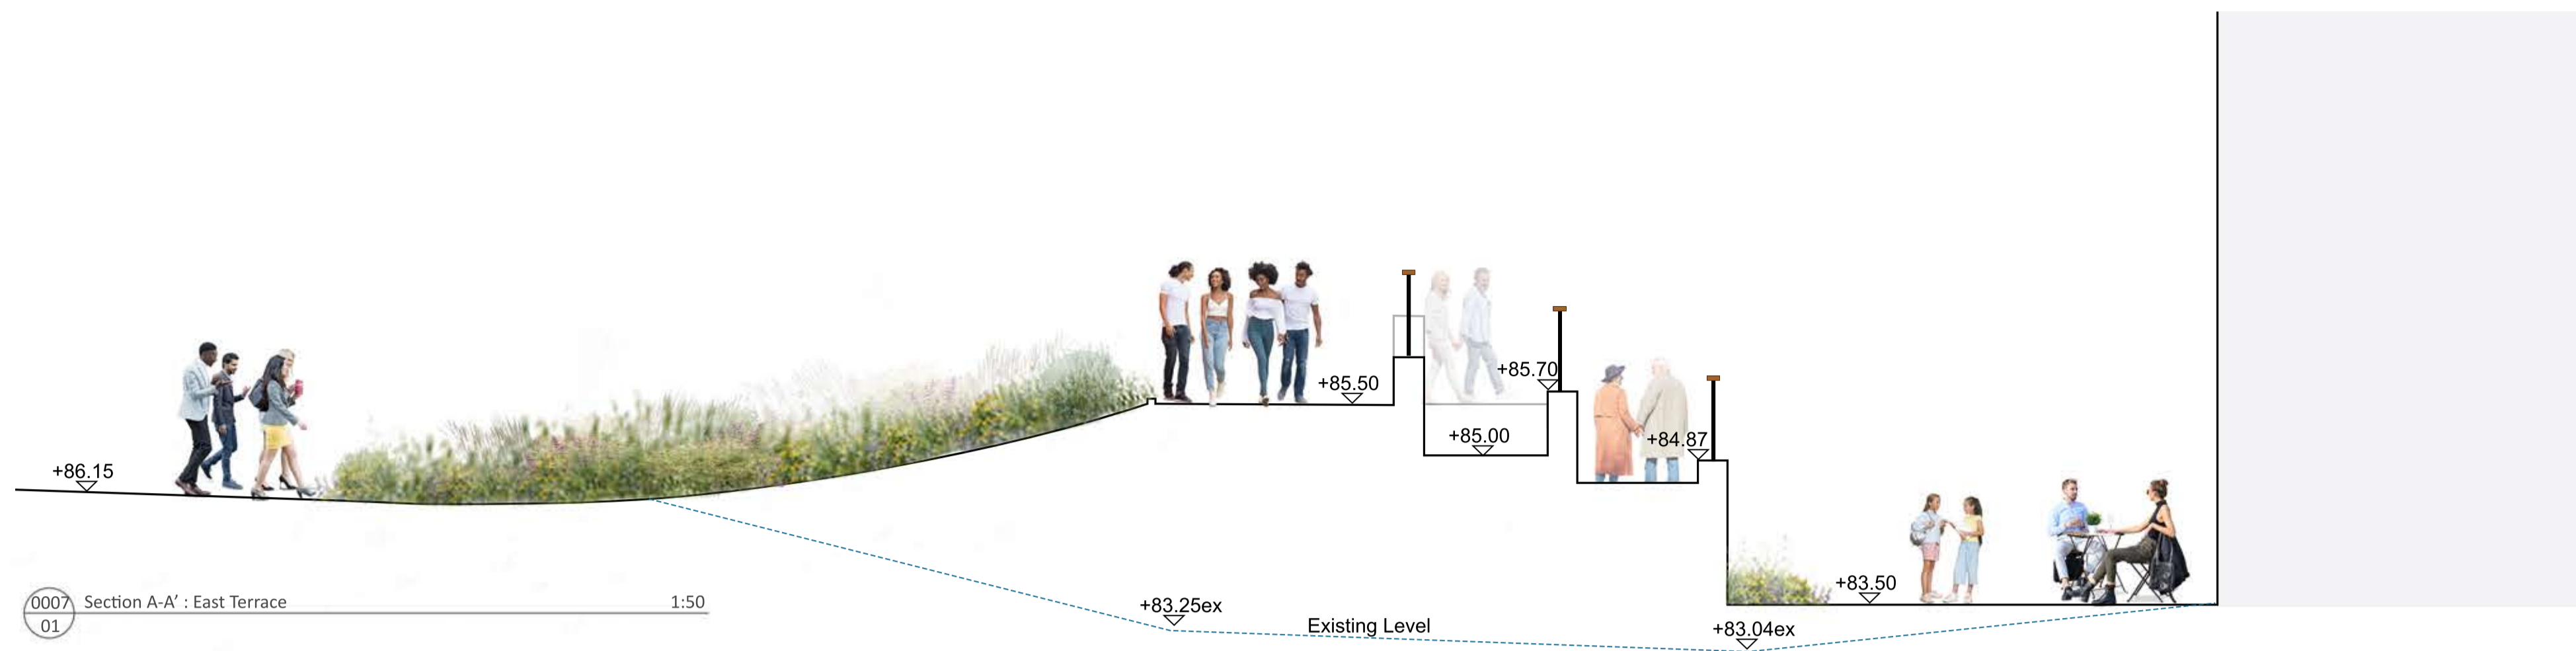 +86.15
+85.50
+85.70
+85.00
+84.87
+83.50
+83.25ex
Existing Level
+83.04ex
0007 Section A-A’ : East Terrace 1:50
01